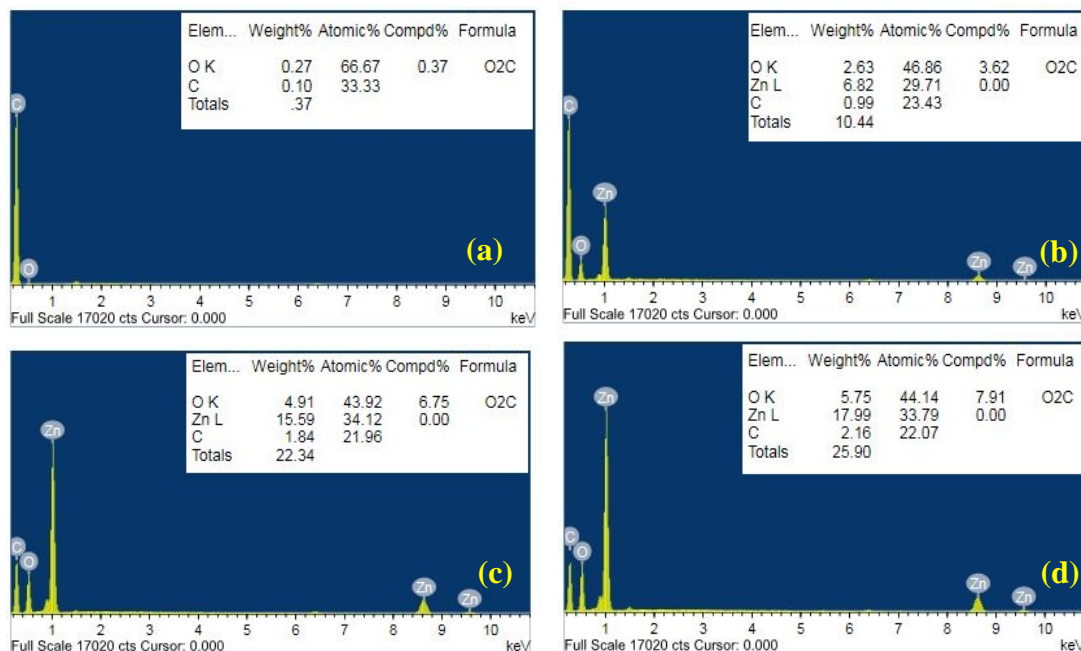 Elem... Weight% Atomic% Compd% Formula
O K 0.27 66.67 0.37 O2C
C 0.10 33.33
Totals .37
C
O
(a)
1 2 3 4 5 6 7 8 9 10
Full Scale 17020 cts Cursor: 0.000 keV
Elem... Weight% Atomic% Compd% Formula
O K 2.63 46.86 3.62 O2C
Zn L 6.82 29.71 0.00
C 0.99 23.43
Totals 10.44
C
Zn
O
Zn
Zn
(b)
1 2 3 4 5 6 7 8 9 10
Full Scale 17020 cts Cursor: 0.000 keV
Elem... Weight% Atomic% Compd% Formula
O K 4.91 43.92 6.75 O2C
Zn L 15.59 34.12 0.00
C 1.84 21.96
Totals 22.34
Zn
C
O
Zn
Zn
(c)
1 2 3 4 5 6 7 8 9 10
Full Scale 17020 cts Cursor: 0.000 keV
Elem... Weight% Atomic% Compd% Formula
O K 5.75 44.14 7.91 O2C
Zn L 17.99 33.79 0.00
C 2.16 22.07
Totals 25.90
Zn
C
O
Zn
Zn
(d)
1 2 3 4 5 6 7 8 9 10
Full Scale 17020 cts Cursor: 0.000 keV